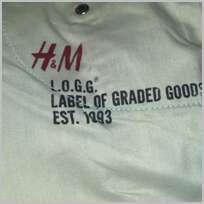 H&M
L.O.G.G.
LABEL OF GRADED GOODS
EST. 1993